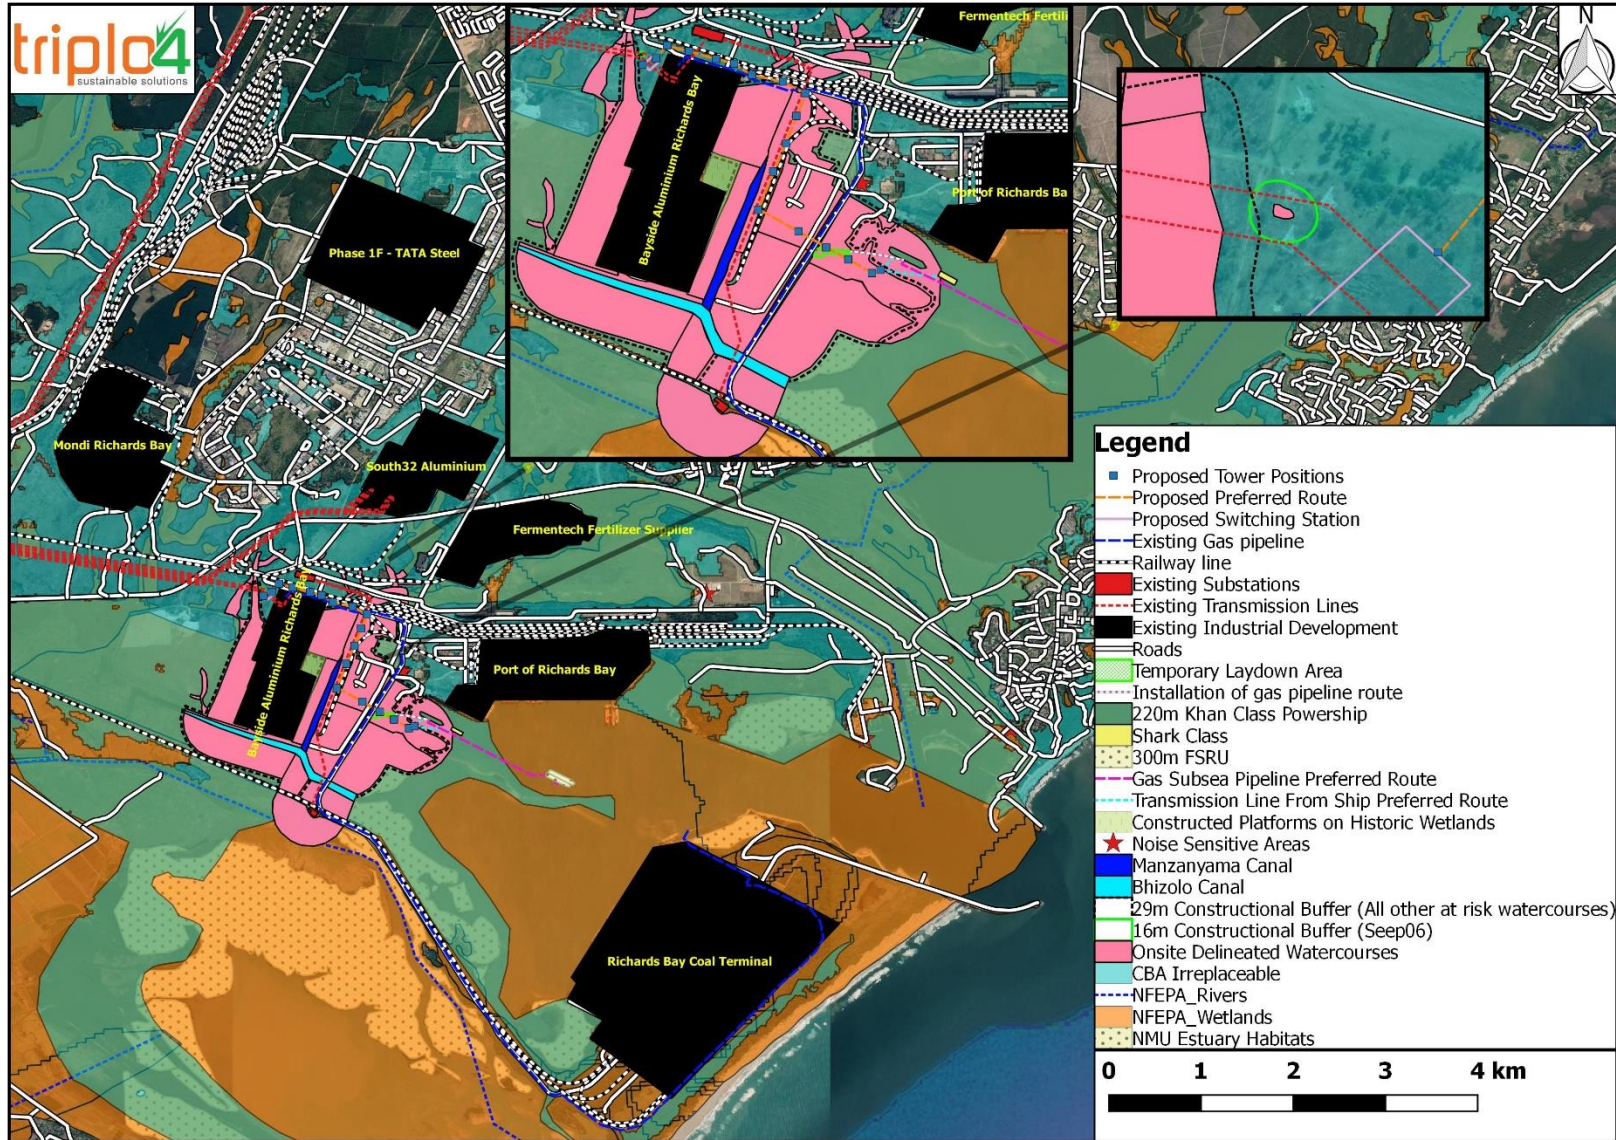 triplo4
sustainable solutions
Fermentech Fertili
N
Bayside Aluminium Richards Bay
Port of Richards Ba
Phase 1F - TATA Steel
Mondi Richards Bay
South32 Aluminium
Fermentech Fertilizer Supplier
Bayside Aluminium Richards Bay
Port of Richards Bay
Richards Bay Coal Terminal
Legend
Proposed Tower Positions
Proposed Preferred Route
Proposed Switching Station
Existing Gas pipeline
Railway line
Existing Substations
Existing Transmission Lines
Existing Industrial Development
Roads
Temporary Laydown Area
Installation of gas pipeline route
220m Khan Class Powership
Shark Class
300m FSRU
Gas Subsea Pipeline Preferred Route
Transmission Line From Ship Preferred Route
Constructed Platforms on Historic Wetlands
Noise Sensitive Areas
Manzanyama Canal
Bhizolo Canal
29m Constructional Buffer (All other at risk watercourses)
16m Constructional Buffer (Seep06)
Onsite Delineated Watercourses
CBA Irreplaceable
NFEPA_Rivers
NFEPA_Wetlands
NMU Estuary Habitats
0 1 2 3 4 km